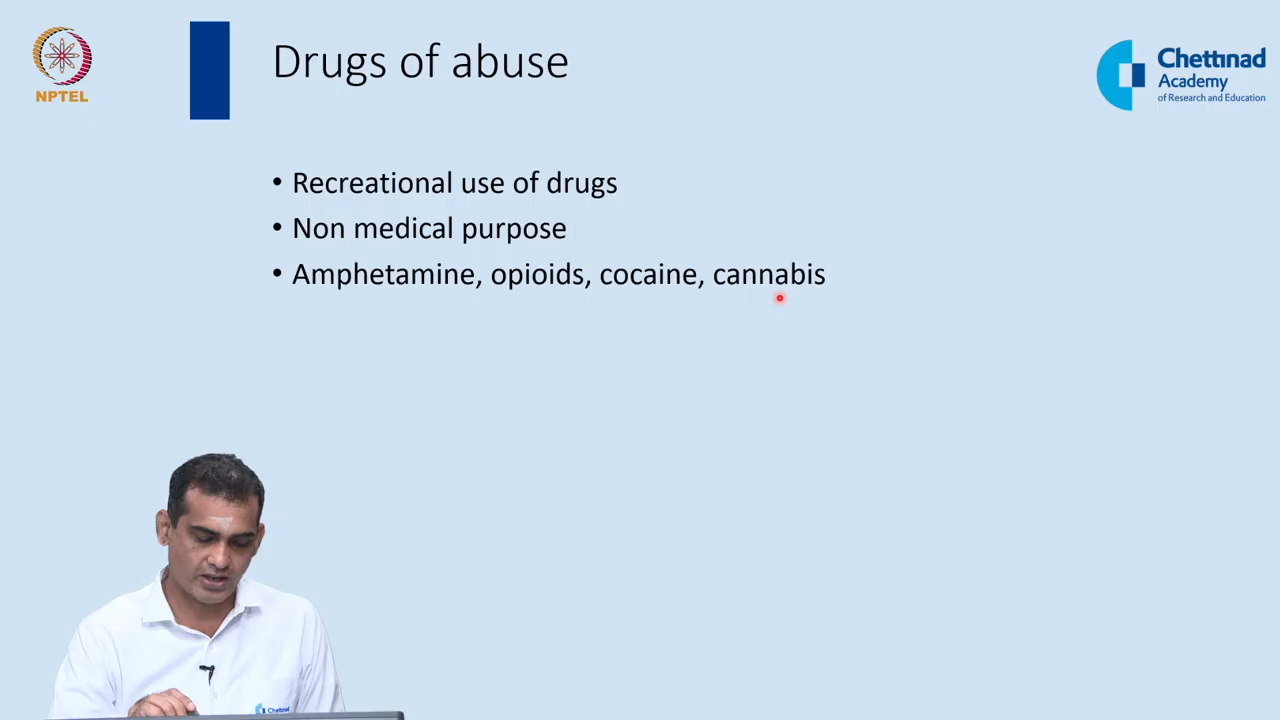 NPTEL
Drugs of abuse
Chettinad
Academy
of Research and Education
• Recreational use of drugs
• Non medical purpose
• Amphetamine, opioids, cocaine, cannabis
Chettinad